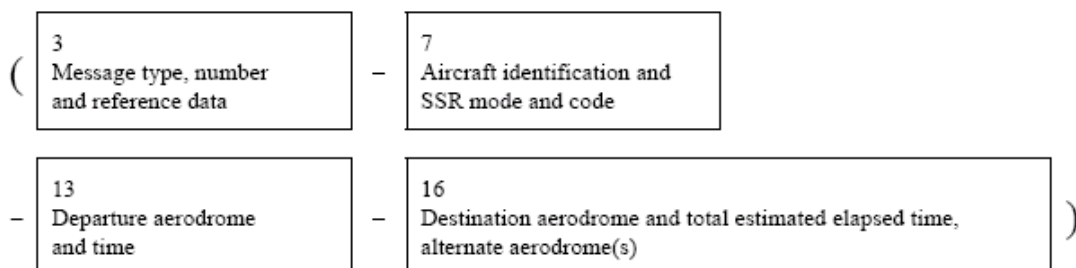 (
3
Message type, number
and reference data
–
7
Aircraft identification and
SSR mode and code
–
13
Departure aerodrome
and time
–
16
Destination aerodrome and total estimated elapsed time,
alternate aerodrome(s)
)